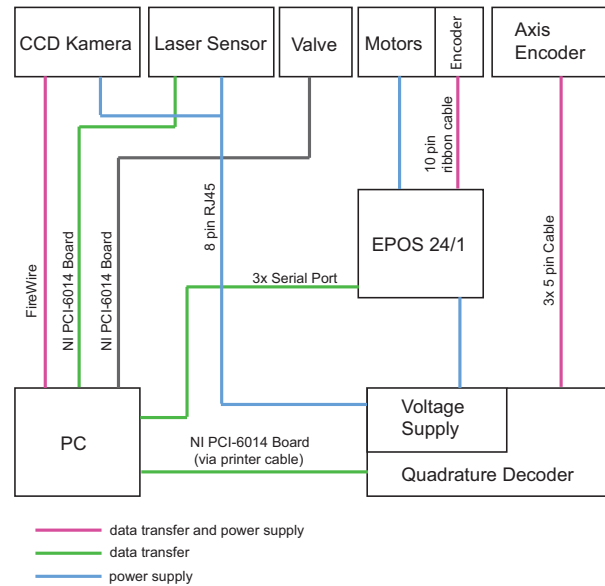 CCD Kamera
Laser Sensor
Valve
Motors
Encoder
Axis
Encoder
10 pin
ribbon cable
8 pin RJ45
EPOS 24/1
3x 5 pin Cable
FireWire
NI PCI-6014 Board
NI PCI-6014 Board
3x Serial Port
PC
Voltage
Supply
NI PCI-6014 Board
(via printer cable)
Quadrature Decoder
data transfer and power supply
data transfer
power supply